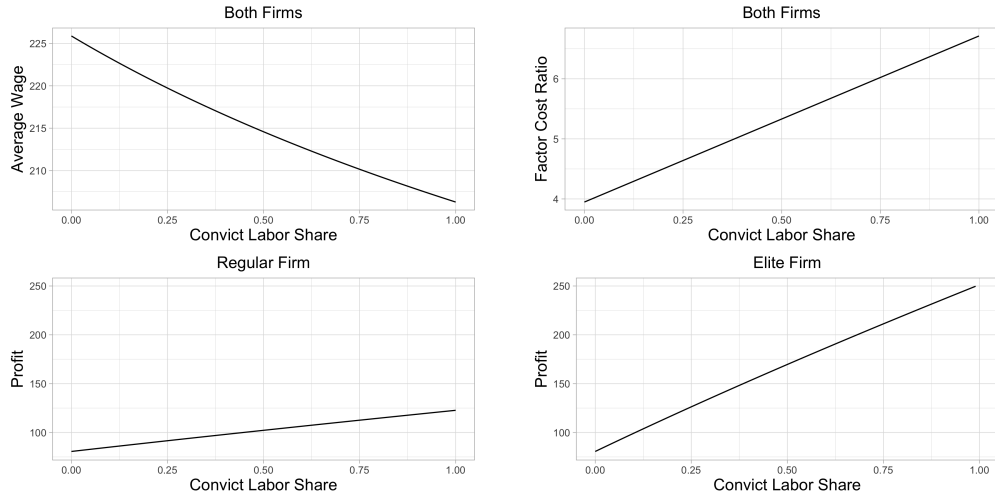 Both Firms
Average Wage
225
220
215
210
0.00 0.25 0.50 0.75 1.00
Convict Labor Share
Both Firms
Factor Cost Ratio
6
5
4
0.00 0.25 0.50 0.75 1.00
Convict Labor Share
Regular Firm
Profit
250
200
150
100
0.00 0.25 0.50 0.75 1.00
Convict Labor Share
Elite Firm
Profit
250
200
150
100
0.00 0.25 0.50 0.75 1.00
Convict Labor Share